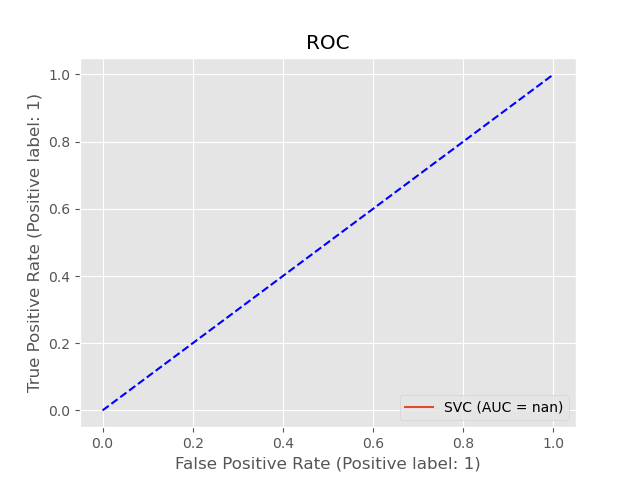 ROC
True Positive Rate (Positive label: 1)
1.0
0.8
0.6
0.4
0.2
0.0
SVC (AUC = nan)
0.0 0.2 0.4 0.6 0.8 1.0
False Positive Rate (Positive label: 1)